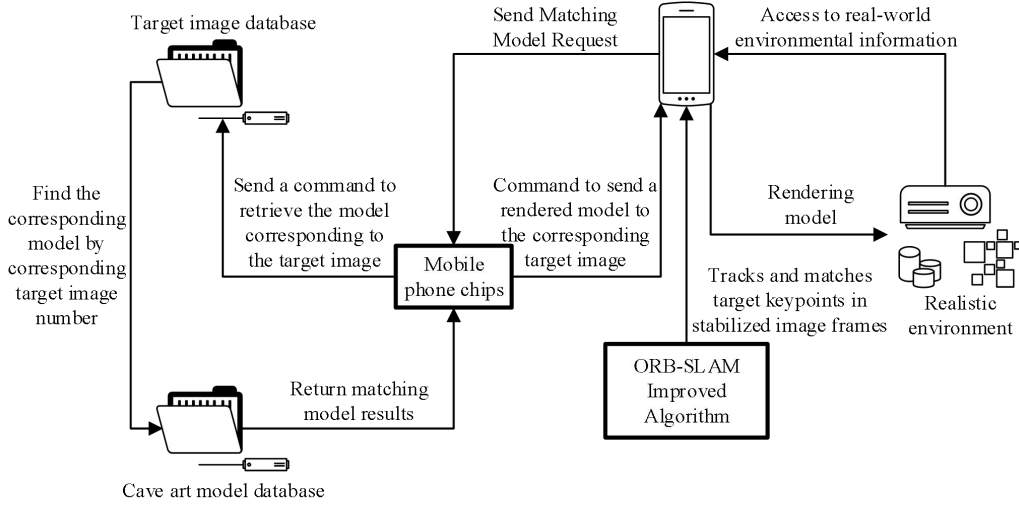 Target image database
Send Matching
Model Request
Access to real-world
environmental information
Find the
corresponding
model by
corresponding
target image
number
Send a command to
retrieve the model
corresponding to
the target image
Command to send a
rendered model to
the corresponding
target image
Rendering
model
Mobile
phone chips
Tracks and matches
target keypoints in
stabilized image frames
Realistic
environment
ORB-SLAM
Improved
Algorithm
Return matching
model results
Cave art model database